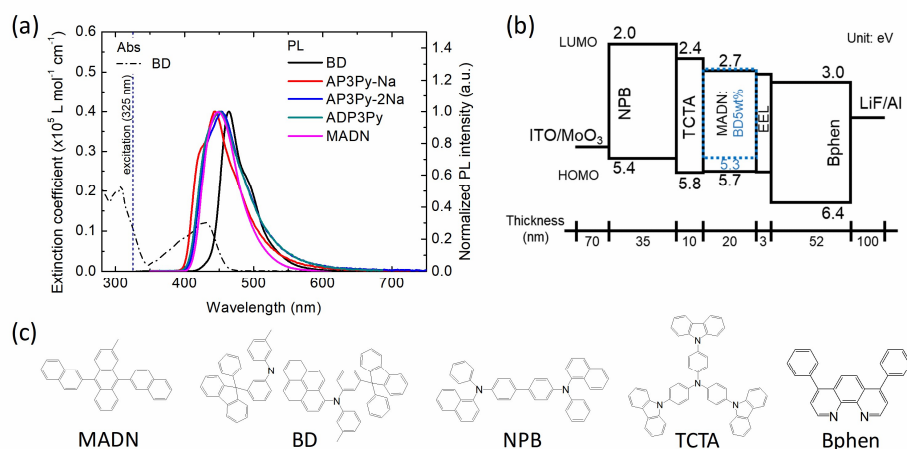 (a)
Extinction coefficient (x10⁵ L mol⁻¹ cm⁻¹)
0.6
0.5
0.4
0.3
0.2
0.1
0.0
Abs
BD
excitation (325 nm)
PL
BD
AP3Py-Na
AP3Py-2Na
ADP3Py
MADN
1.4
1.2
1.0
0.8
0.6
0.4
0.2
0.0
Normalized PL intensity (a.u.)
300 400 500 600 700
Wavelength (nm)
(b)
Unit: eV
LUMO
2.0
2.4
2.7
3.0
NPB
TCTA
MADN:
BD5wt%
EEL
Bphen
LiF/Al
ITO/MoO₃
5.4
5.3
HOMO
5.8
5.7
6.4
Thickness
(nm)
70 35 10 20 3 52 100
(c)
N
N
N
N
N
N
N
N
N
N
MADN
BD
NPB
TCTA
Bphen